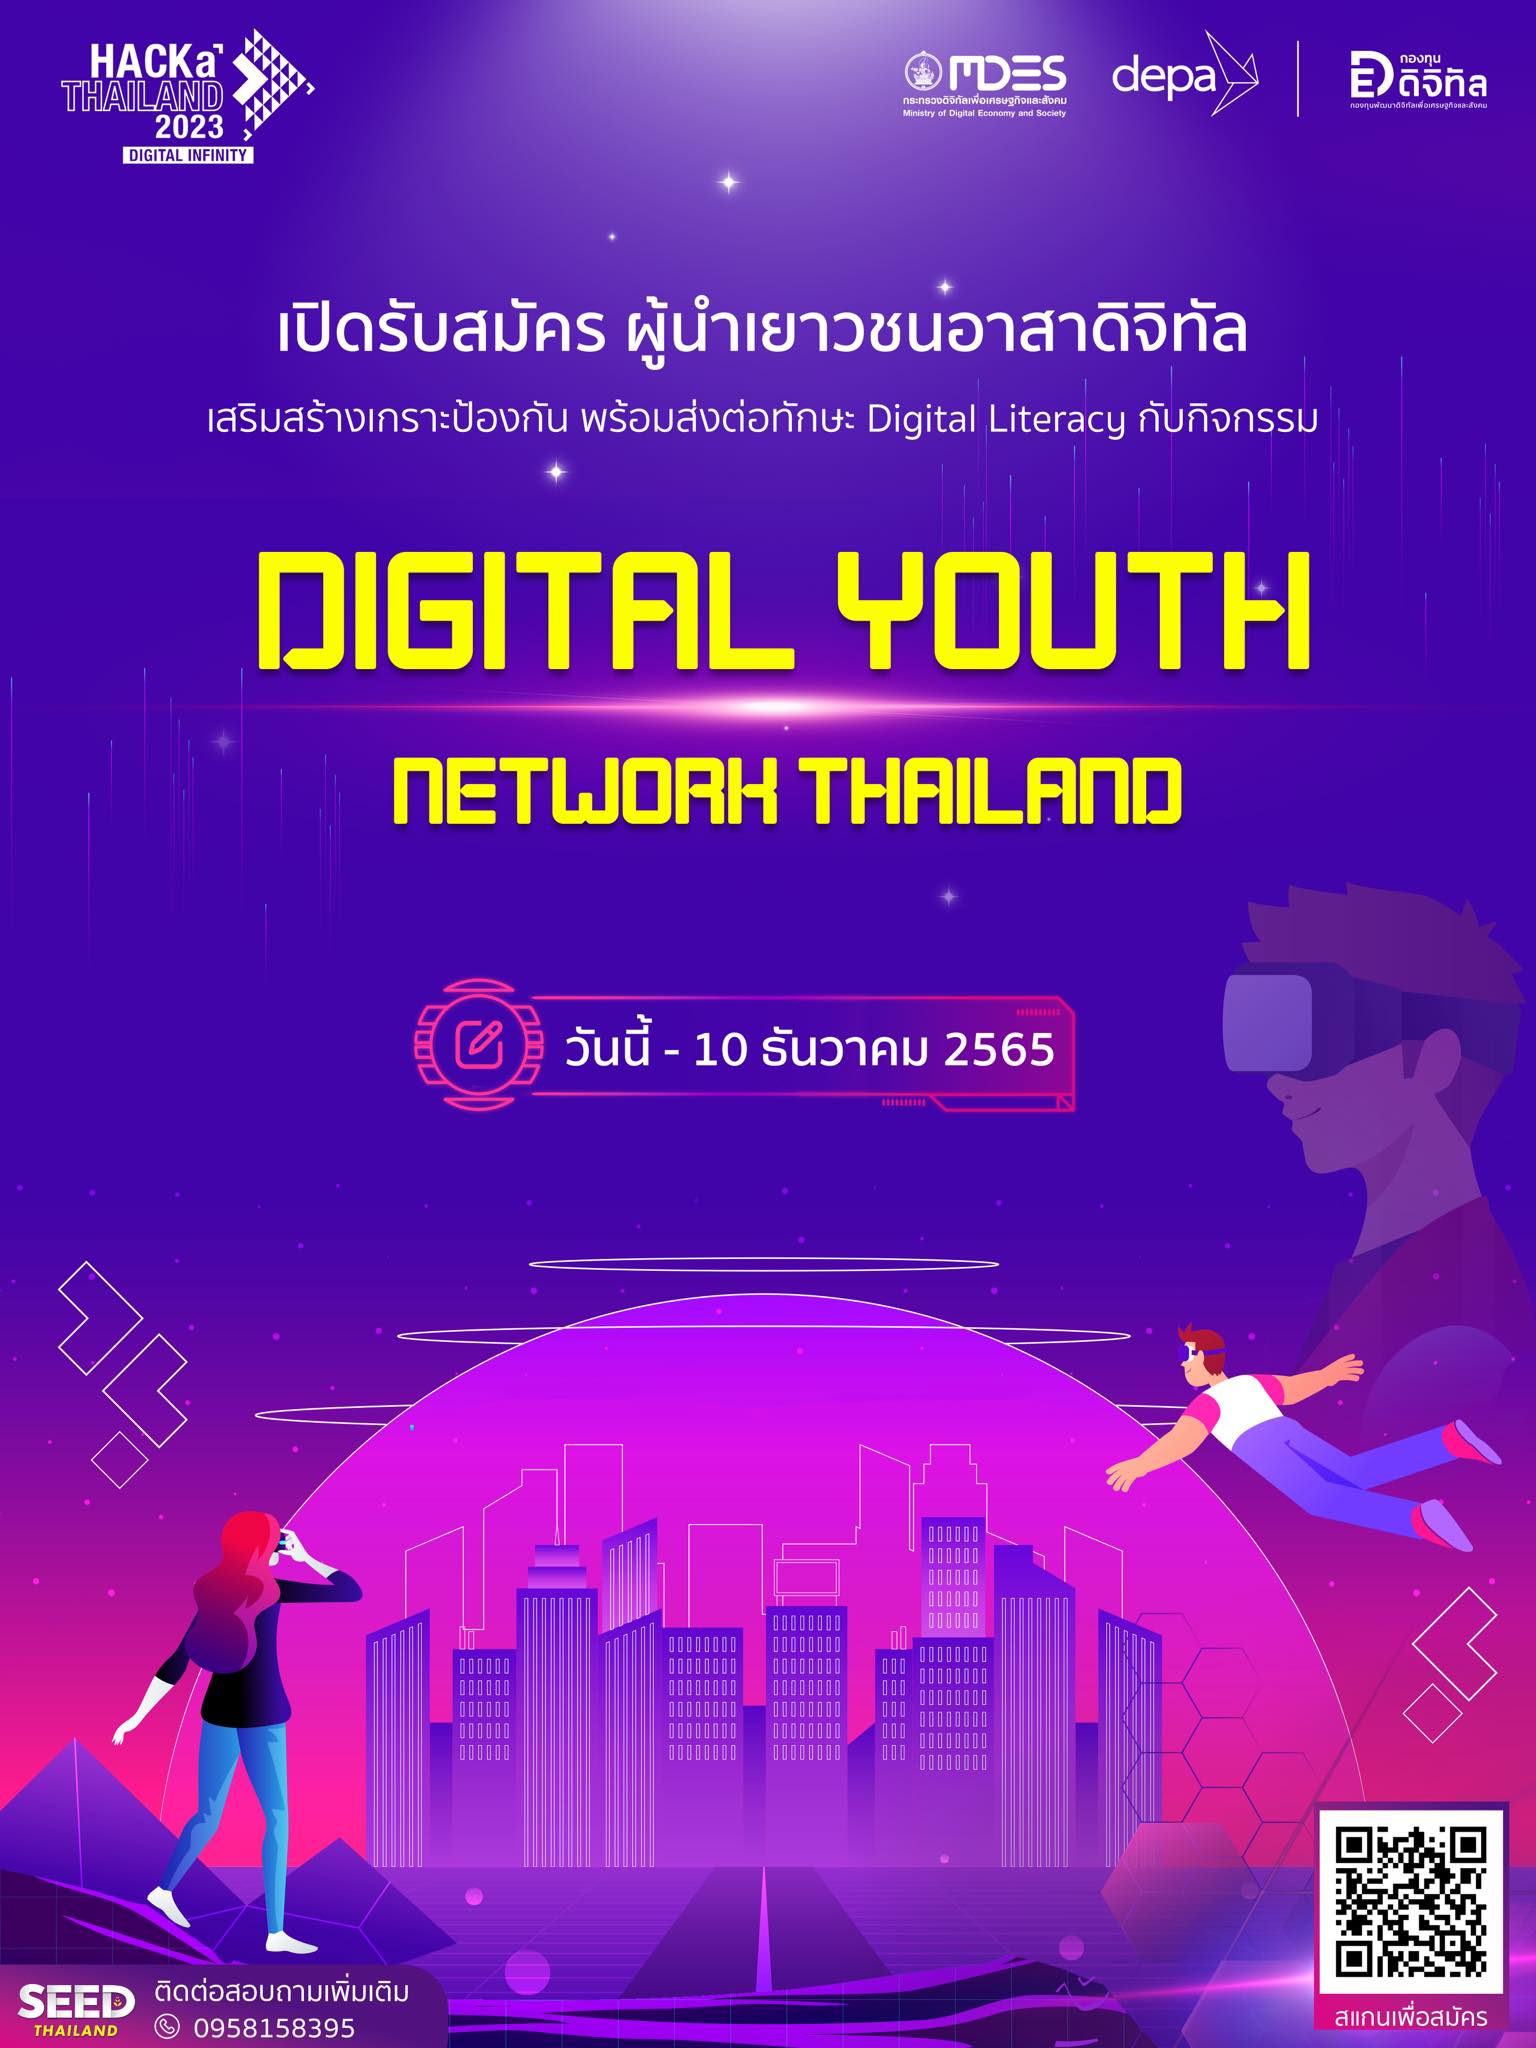 HACKa
THAILAND
2023
DIGITAL INFINITY
MDES
กระทรวงดิจิทัลเพื่อเศรษฐกิจและสังคม
Ministry of Digital Economy and Society
depa
กองทุน
ดิจิทัล
กองทุนพัฒนาดิจิทัลเพื่อเศรษฐกิจและสังคม
เปิดรับสมัคร ผู้นำเยาวชนอาสาดิจิทัล
เสริมสร้างเกราะป้องกัน พร้อมส่งต่อทักษะ Digital Literacy กับกิจกรรม
DIGITAL YOUTH
NETWORK THAILAND
วันนี้ - 10 ธันวาคม 2565
SEED
THAILAND
ติดต่อสอบถามเพิ่มเติม
0958158395
สแกนเพื่อสมัคร